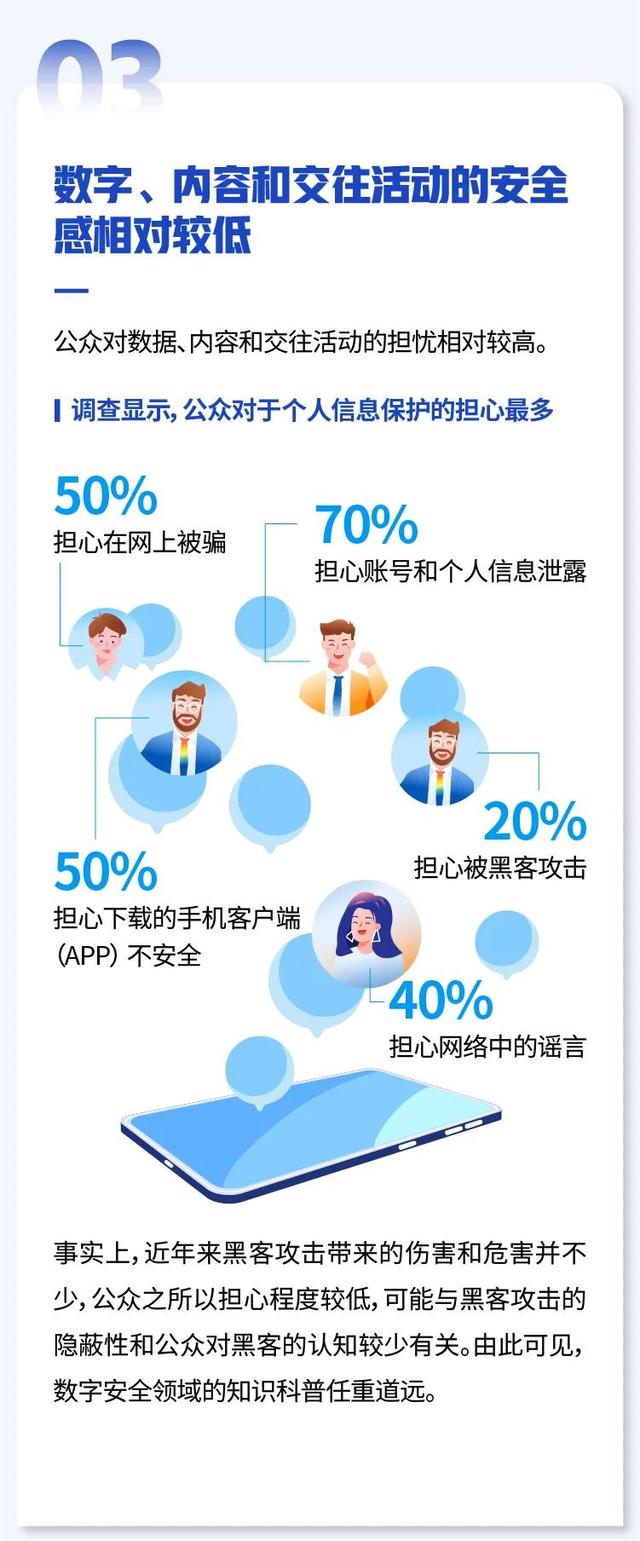 03
数字、内容和交往活动的安全
感相对较低
公众对数据、内容和交往活动的担忧相对较高。
调查显示，公众对于个人信息保护的担心最多
50%
担心在网上被骗
70%
担心账号和个人信息泄露
20%
担心被黑客攻击
50%
担心下载的手机客户端
（APP）不安全
40%
担心网络中的谣言
事实上，近年来黑客攻击带来的伤害和危害并不
少，公众之所以担心程度较低，可能与黑客攻击的
隐蔽性和公众对黑客的认知较少有关。由此可见，
数字安全领域的知识科普任重道远。